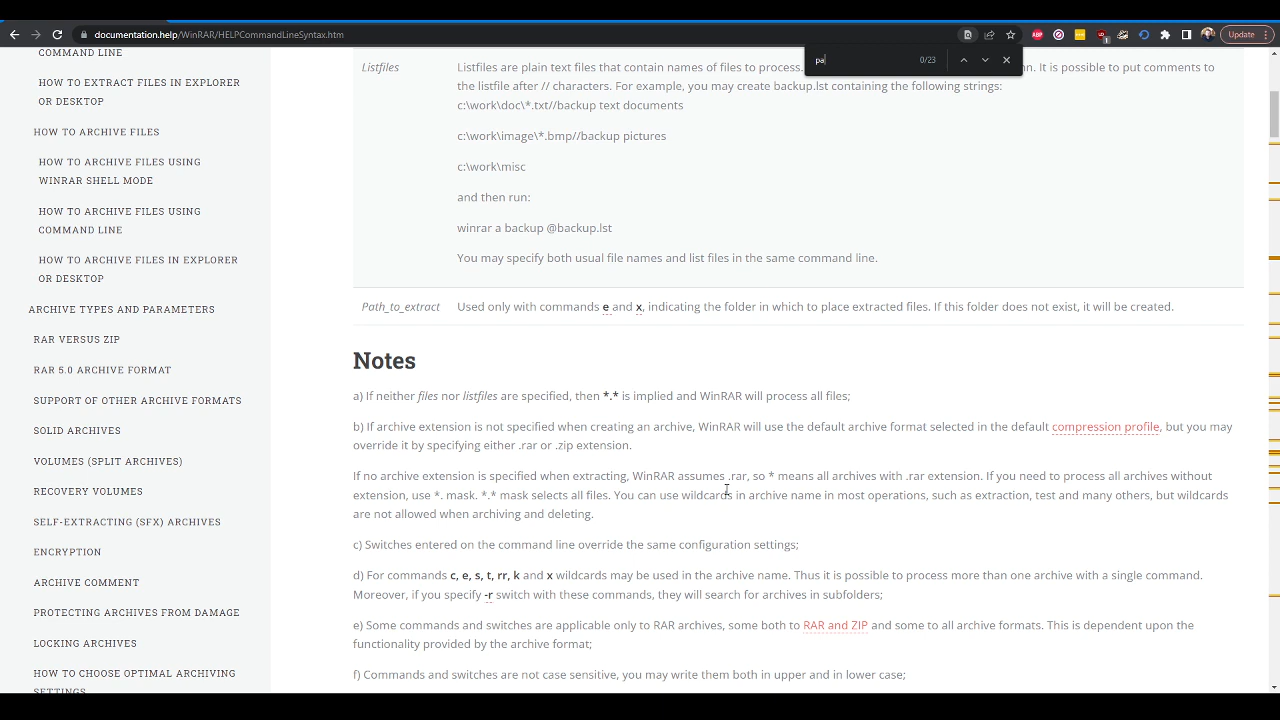 documentation.help/WinRAR/HELPCommandLineSyntax.htm
Update
pa
0/23
COMMAND LINE
HOW TO EXTRACT FILES IN EXPLORER
OR DESKTOP
HOW TO ARCHIVE FILES
HOW TO ARCHIVE FILES USING
WINRAR SHELL MODE
HOW TO ARCHIVE FILES USING
COMMAND LINE
HOW TO ARCHIVE FILES IN EXPLORER
OR DESKTOP
ARCHIVE TYPES AND PARAMETERS
RAR VERSUS ZIP
RAR 5.0 ARCHIVE FORMAT
SUPPORT OF OTHER ARCHIVE FORMATS
SOLID ARCHIVES
VOLUMES (SPLIT ARCHIVES)
RECOVERY VOLUMES
SELF-EXTRACTING (SFX) ARCHIVES
ENCRYPTION
ARCHIVE COMMENT
PROTECTING ARCHIVES FROM DAMAGE
LOCKING ARCHIVES
HOW TO CHOOSE OPTIMAL ARCHIVING
SETTINGS
Listfiles Listfiles are plain text files that contain names of files to process. n. It is possible to put comments to
the listfile after // characters. For example, you may create backup.lst containing the following strings:
c:\work\doc\*.txt//backup text documents
c:\work\image\*.bmp//backup pictures
c:\work\misc
and then run:
winrar a backup @backup.lst
You may specify both usual file names and list files in the same command line.
Path_to_extract Used only with commands e and x, indicating the folder in which to place extracted files. If this folder does not exist, it will be created.
Notes
a) If neither files nor listfiles are specified, then *.* is implied and WinRAR will process all files;
b) If archive extension is not specified when creating an archive, WinRAR will use the default archive format selected in the default compression profile, but you may
override it by specifying either .rar or .zip extension.
If no archive extension is specified when extracting, WinRAR assumes .rar, so * means all archives with .rar extension. If you need to process all archives without
extension, use *. mask. *.* mask selects all files. You can use wildcards in archive name in most operations, such as extraction, test and many others, but wildcards
are not allowed when archiving and deleting.
c) Switches entered on the command line override the same configuration settings;
d) For commands c, e, s, t, rr, k and x wildcards may be used in the archive name. Thus it is possible to process more than one archive with a single command.
Moreover, if you specify -r switch with these commands, they will search for archives in subfolders;
e) Some commands and switches are applicable only to RAR archives, some both to RAR and ZIP and some to all archive formats. This is dependent upon the
functionality provided by the archive format;
f) Commands and switches are not case sensitive, you may write them both in upper and in lower case;